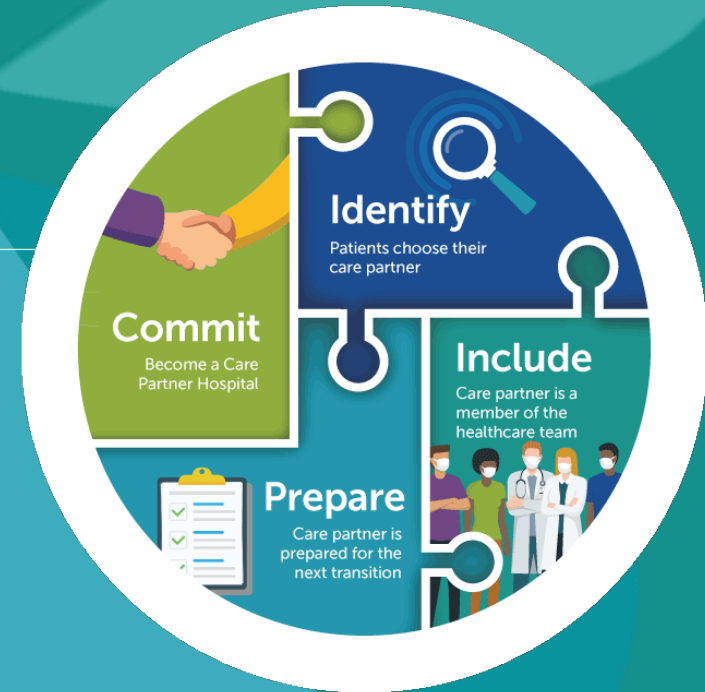 Identify
Patients choose their
care partner
Commit
Become a Care
Partner Hospital
Include
Care partner is a
member of the
healthcare team
Prepare
Care partner is
prepared for the
next transition